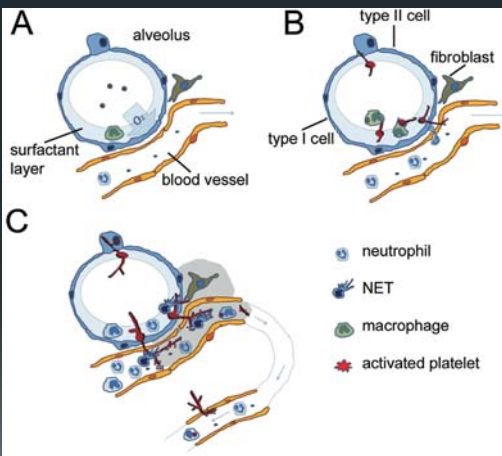 A
alveolus
O₂
surfactant
layer
blood vessel
B
type II cell
fibroblast
type I cell
C
neutrophil
NET
macrophage
activated platelet